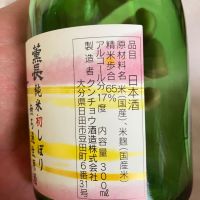 薫長
純米初しぼり
品目 日本酒
原材料名 米(国産)、米麹(国産米)
精米歩合 65%
アルコール分 17度 内容量 300ml
製造者 クンチョウ酒造株式会社
大分県日田市豆田町6番31号